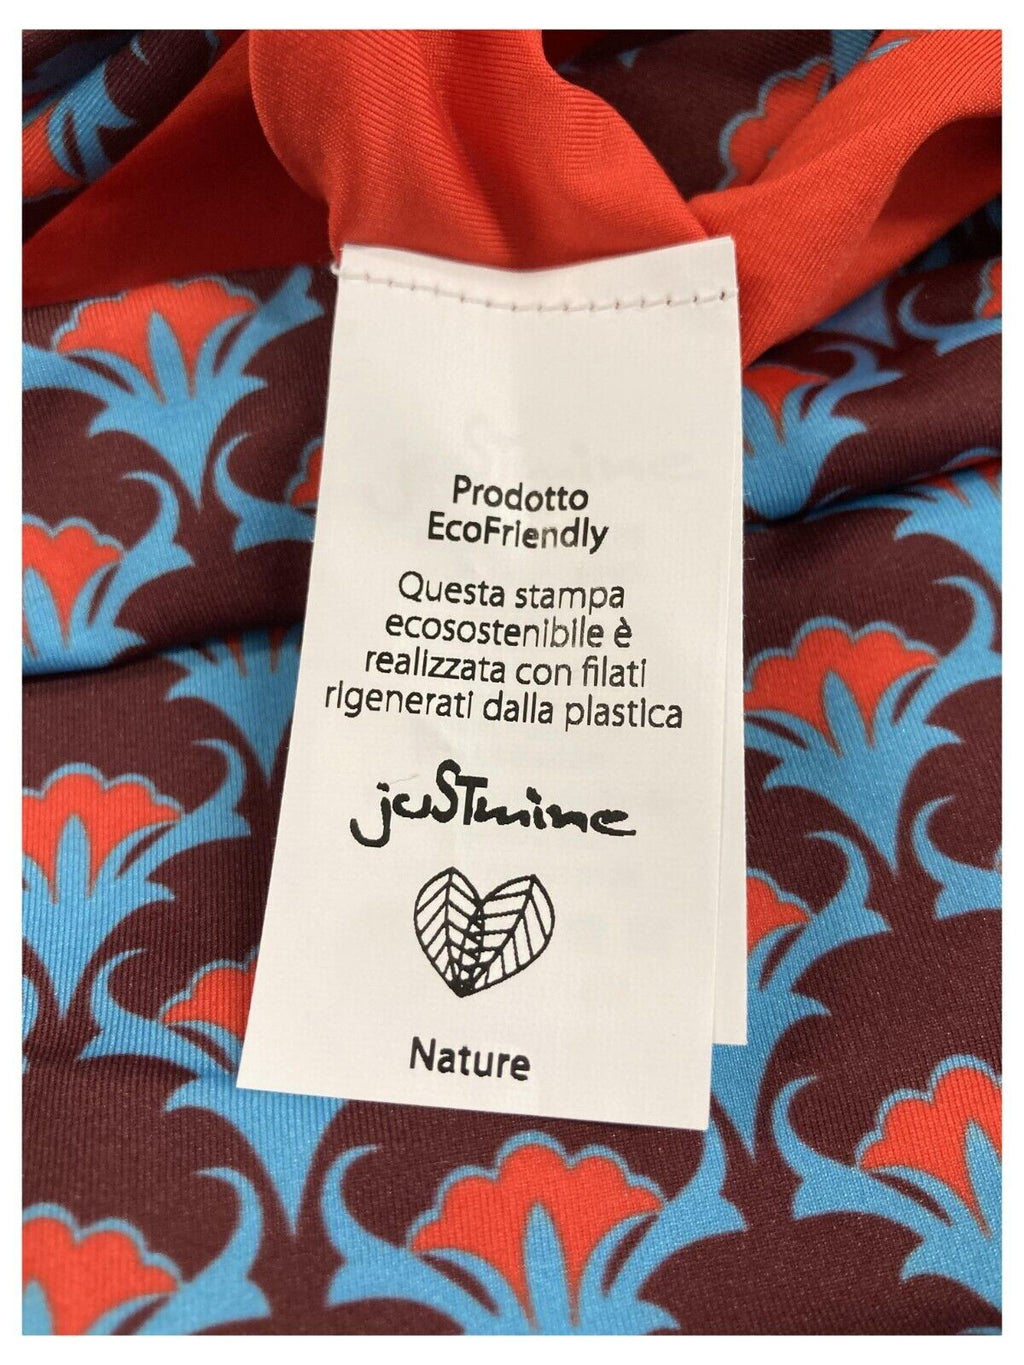 Prodotto
EcoFriendly
Questa stampa
ecosostenibile è
realizzata con filati
rigenerati dalla plastica
juSTmine
Nature